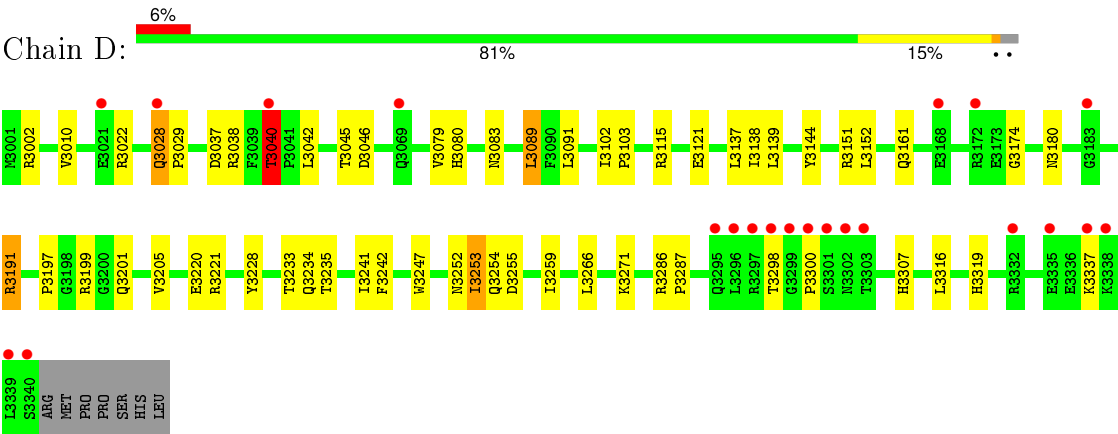 6%
Chain D:
81% 15% • •
M3001 R3002 V3010 E3021 R3022 Q3028 P3029 D3037 R3038 F3039 T3040 P3041 L3042 T3045 D3046 Q3069 V3079 H3080 N3083 L3089 F3090 L3091 I3102 P3103 R3115 E3121 L3137 I3138 L3139 Y3144 R3151 L3152 Q3161 E3168 R3172 E3173 G3174 N3180 G3183
R3191 P3197 G3198 R3199 G3200 Q3201 V3205 E3220 R3221 Y3228 T3233 Q3234 T3235 I3241 F3242 W3247 N3252 I3253 Q3254 D3255 I3259 L3266 K3271 R3286 P3287 Q3295 L3296 R3297 T3298 G3299 P3300 S3301 N3302 T3303 H3307 L3316 H3319 R3332 E3335 E3336 K3337 K3338
L3339 S3340 ARG MET PRO PRO SER HIS LEU